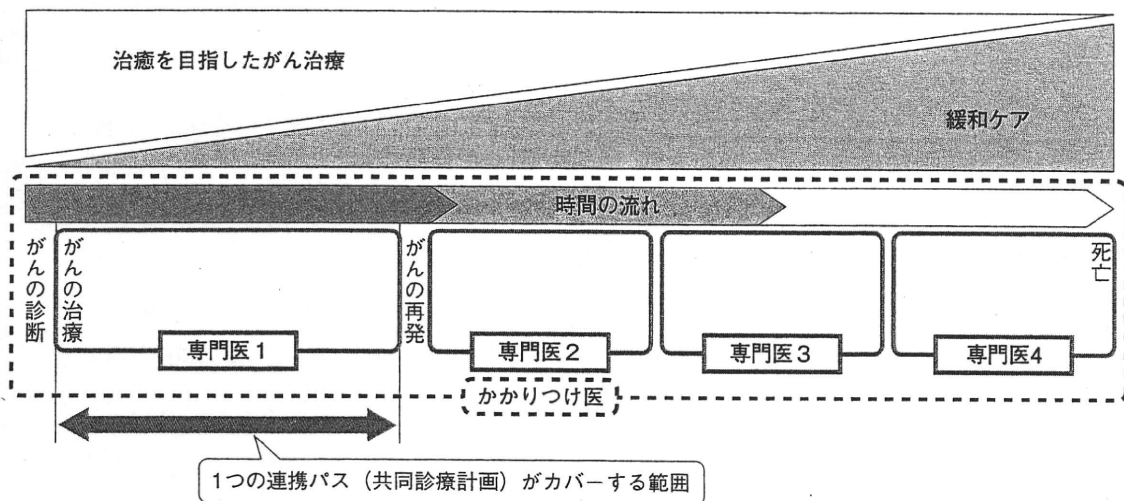 治癒を目指したがん治療
緩和ケア
時間の流れ
がんの診断
がんの治療
がんの再発
死亡
専門医1
専門医2
専門医3
専門医4
かかりつけ医
1つの連携パス（共同診療計画）がカバーする範囲